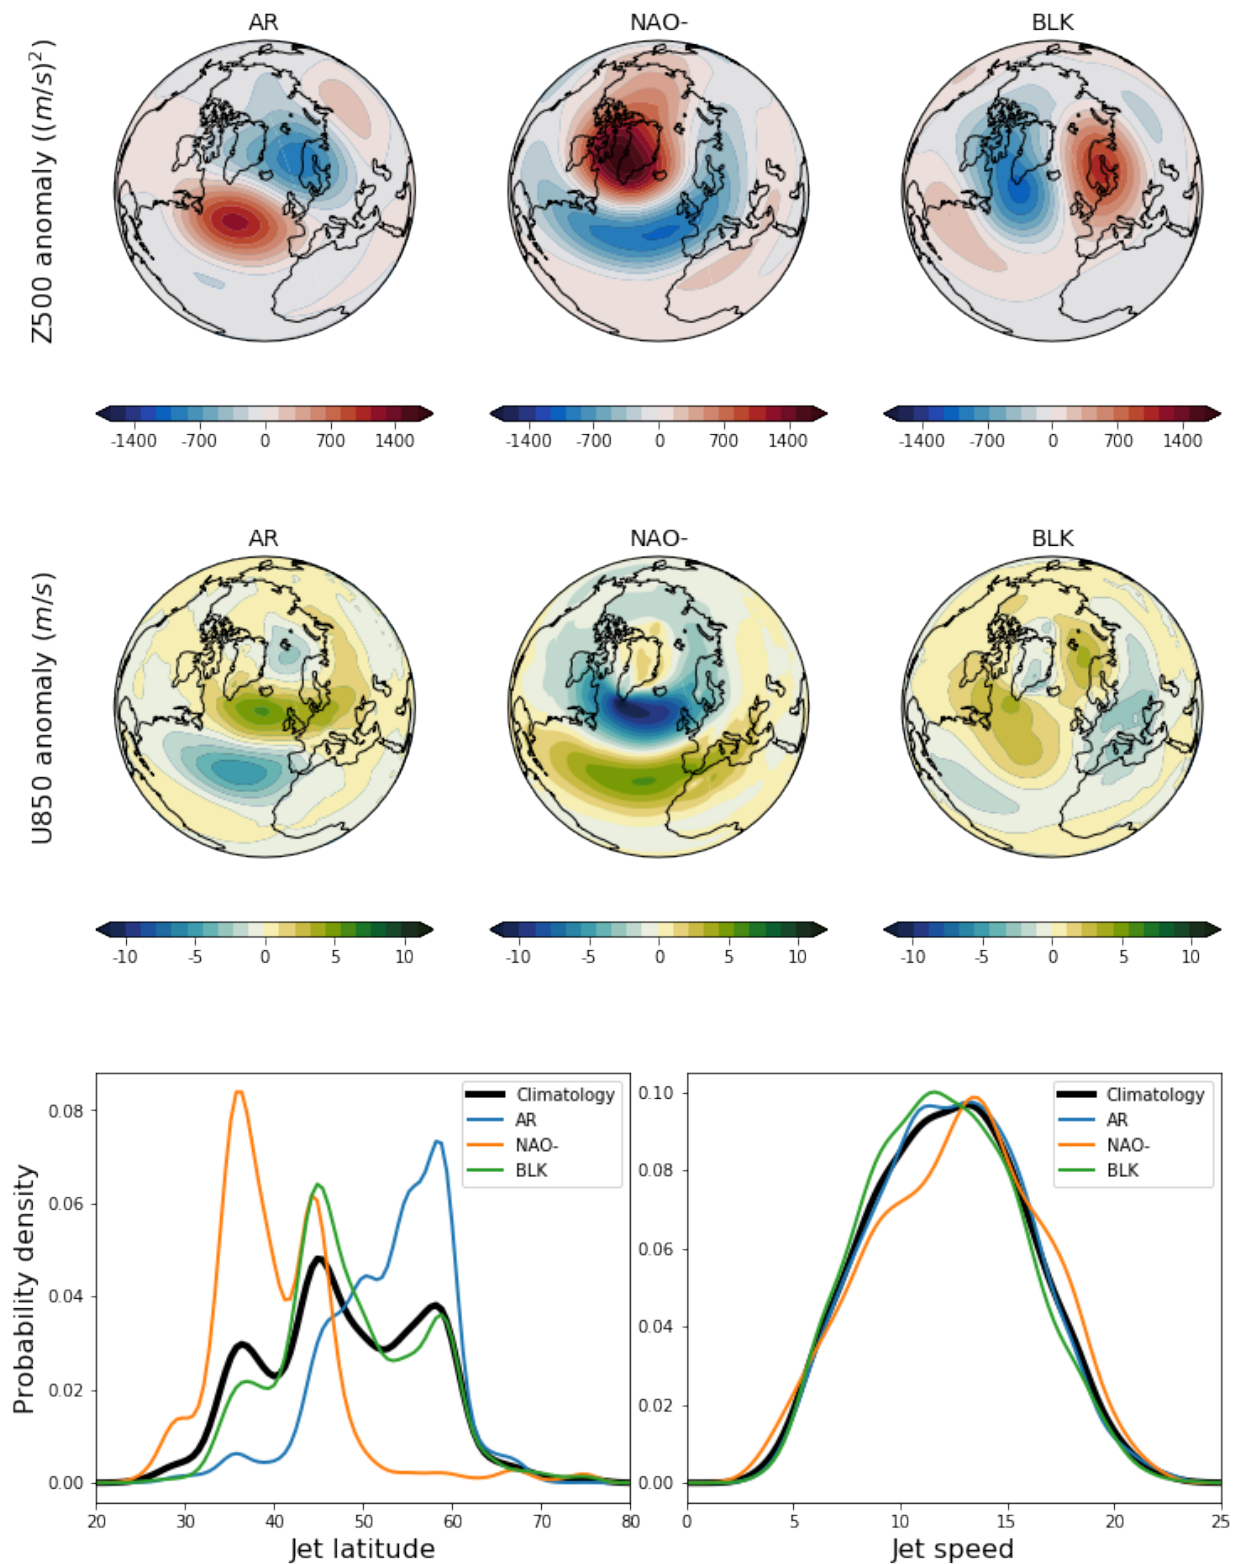 AR NAO- BLK
Z500 anomaly ((m/s)²)
-1400 -700 0 700 1400 -1400 -700 0 700 1400 -1400 -700 0 700 1400
AR NAO- BLK
U850 anomaly (m/s)
-10 -5 0 5 10 -10 -5 0 5 10 -10 -5 0 5 10
Probability density
0.08
0.06
0.04
0.02
0.00
20 30 40 50 60 70 80
Jet latitude
Climatology
AR
NAO-
BLK
0.10
0.08
0.06
0.04
0.02
0.00
0 5 10 15 20 25
Jet speed
Climatology
AR
NAO-
BLK